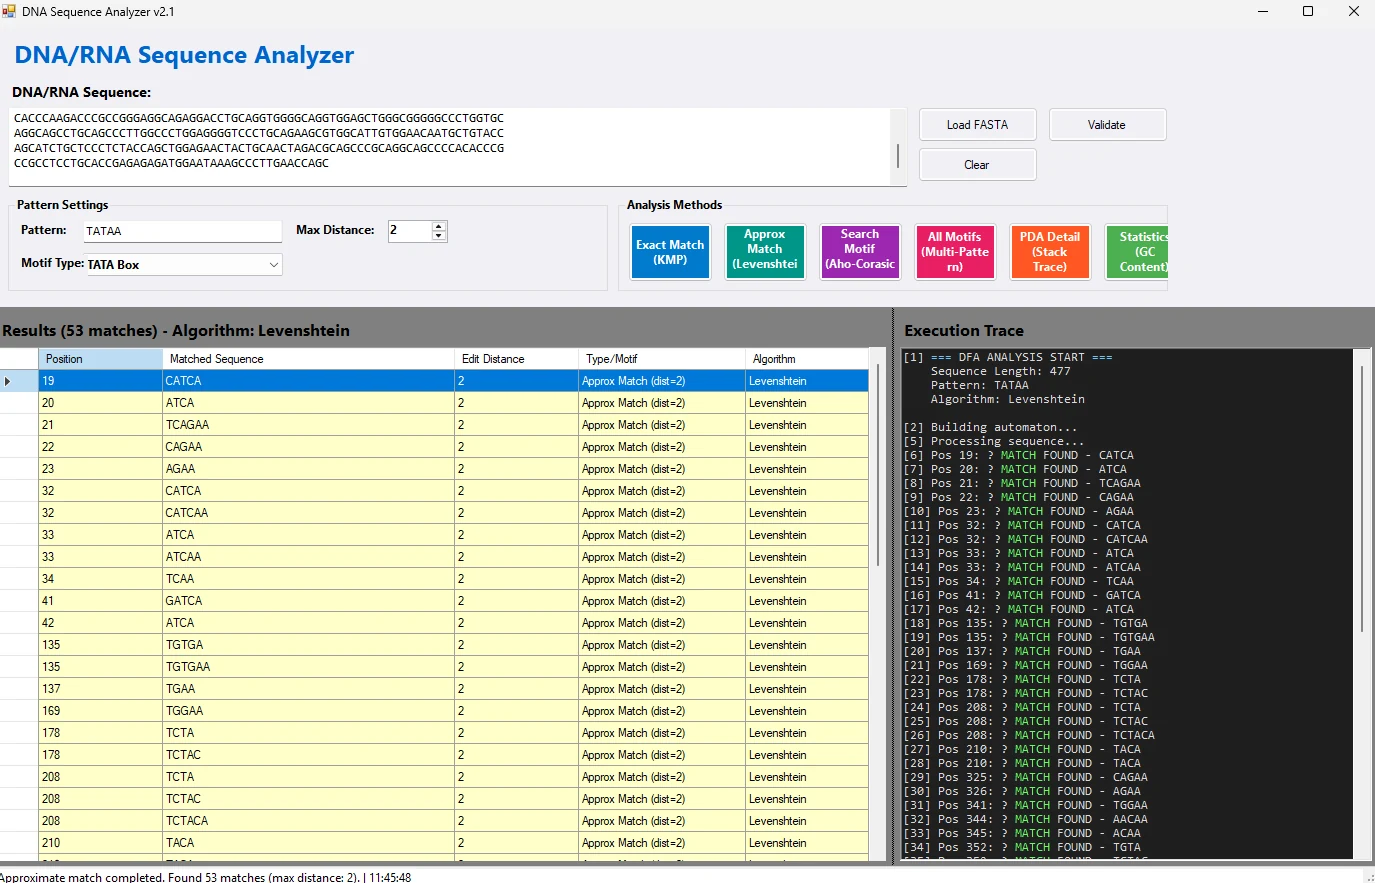 DNA Sequence Analyzer v2.1
DNA/RNA Sequence Analyzer
DNA/RNA Sequence:
CACCCAAGACCCGCCGGGAGGCAGAGGACCTGCAGGTGGGGCAGGTGGAGCTGGGCGGGGGCCCTGGTGC
AGGCAGCCTGCAGCCCTTGGCCCTGGAGGGGTCCCTGCAGAAGCGTGGCATTGTGGAACAATGCTGTACC
AGCATCTGCTCCCTCTACCAGCTGGAGAACTACTGCAACTAGACGCAGCCCGCAGGCAGCCCCACACCCG
CCGCCTCCTGCACCGAGAGAGATGGAATAAAGCCCTTGAACCAGC
Load FASTA
Validate
Clear
Pattern Settings
Pattern: TATAA Max Distance: 2
Motif Type: TATA Box
Analysis Methods
Exact Match
(KMP)
Approx
Match
(Levenshtei
Search
Motif
(Aho-Corasic
All Motifs
(Multi-Patte
rn)
PDA Detail
(Stack
Trace)
Statistics
(GC
Content)
Results (53 matches) - Algorithm: Levenshtein
Position Matched Sequence Edit Distance Type/Motif Algorithm
19 CATCA 2 Approx Match (dist=2) Levenshtein
20 ATCA 2 Approx Match (dist=2) Levenshtein
21 TCAGAA 2 Approx Match (dist=2) Levenshtein
22 CAGAA 2 Approx Match (dist=2) Levenshtein
23 AGAA 2 Approx Match (dist=2) Levenshtein
32 CATCA 2 Approx Match (dist=2) Levenshtein
32 CATCAA 2 Approx Match (dist=2) Levenshtein
33 ATCA 2 Approx Match (dist=2) Levenshtein
33 ATCAA 2 Approx Match (dist=2) Levenshtein
34 TCAA 2 Approx Match (dist=2) Levenshtein
41 GATCA 2 Approx Match (dist=2) Levenshtein
42 ATCA 2 Approx Match (dist=2) Levenshtein
135 TGTGA 2 Approx Match (dist=2) Levenshtein
135 TGTGAA 2 Approx Match (dist=2) Levenshtein
137 TGAA 2 Approx Match (dist=2) Levenshtein
169 TGGAA 2 Approx Match (dist=2) Levenshtein
178 TCTA 2 Approx Match (dist=2) Levenshtein
178 TCTAC 2 Approx Match (dist=2) Levenshtein
208 TCTA 2 Approx Match (dist=2) Levenshtein
208 TCTAC 2 Approx Match (dist=2) Levenshtein
208 TCTACA 2 Approx Match (dist=2) Levenshtein
210 TACA 2 Approx Match (dist=2) Levenshtein
Execution Trace
[1] === DFA ANALYSIS START ===
Sequence Length: 477
Pattern: TATAA
Algorithm: Levenshtein
[2] Building automaton...
[5] Processing sequence...
[6] Pos 19: ? MATCH FOUND - CATCA
[7] Pos 20: ? MATCH FOUND - ATCA
[8] Pos 21: ? MATCH FOUND - TCAGAA
[9] Pos 22: ? MATCH FOUND - CAGAA
[10] Pos 23: ? MATCH FOUND - AGAA
[11] Pos 32: ? MATCH FOUND - CATCA
[12] Pos 32: ? MATCH FOUND - CATCAA
[13] Pos 33: ? MATCH FOUND - ATCA
[14] Pos 33: ? MATCH FOUND - ATCAA
[15] Pos 34: ? MATCH FOUND - TCAA
[16] Pos 41: ? MATCH FOUND - GATCA
[17] Pos 42: ? MATCH FOUND - ATCA
[18] Pos 135: ? MATCH FOUND - TGTGA
[19] Pos 135: ? MATCH FOUND - TGTGAA
[20] Pos 137: ? MATCH FOUND - TGAA
[21] Pos 169: ? MATCH FOUND - TGGAA
[22] Pos 178: ? MATCH FOUND - TCTA
[23] Pos 178: ? MATCH FOUND - TCTAC
[24] Pos 208: ? MATCH FOUND - TCTA
[25] Pos 208: ? MATCH FOUND - TCTAC
[26] Pos 208: ? MATCH FOUND - TCTACA
[27] Pos 210: ? MATCH FOUND - TACA
[28] Pos 210: ? MATCH FOUND - TACA
[29] Pos 325: ? MATCH FOUND - CAGAA
[30] Pos 326: ? MATCH FOUND - AGAA
[31] Pos 341: ? MATCH FOUND - TGGAA
[32] Pos 344: ? MATCH FOUND - AACAA
[33] Pos 345: ? MATCH FOUND - ACAA
[34] Pos 352: ? MATCH FOUND - TGTA
Approximate match completed. Found 53 matches (max distance: 2). | 11:45:48